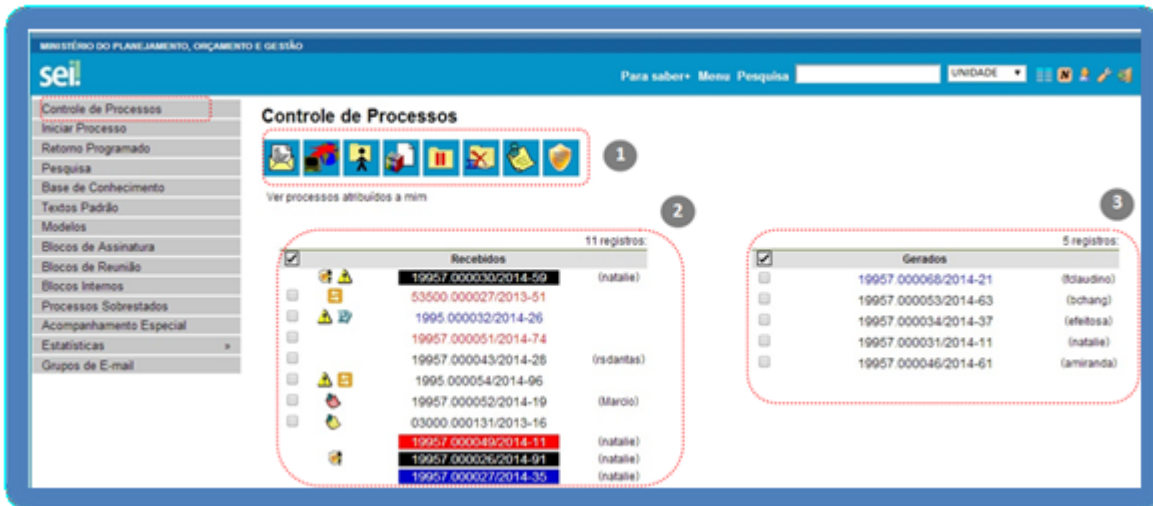 MINISTÉRIO DO PLANEJAMENTO, ORÇAMENTO E GESTÃO
sei!
Para saber+ Menu Pesquisa
UNIDADE
Controle de Processos
Iniciar Processo
Retorno Programado
Pesquisa
Base de Conhecimento
Textos Padrão
Modelos
Blocos de Assinatura
Blocos de Reunião
Blocos Internos
Processos Sobrestados
Acompanhamento Especial
Estatísticas »
Grupos de E-mail
Controle de Processos
1
Ver processos atribuídos a mim
2
11 registros:
Recebidos
19957.000030/2014-59 (natalie)
53500.000027/2013-51
1995.000032/2014-26
19957.000051/2014-74
19957.000043/2014-28 (rsdantas)
1995.000054/2014-96
19957.000052/2014-19 (Marcio)
03000.000131/2013-16
19957.000049/2014-11 (natalie)
19957.000026/2014-91 (natalie)
19957.000027/2014-35 (natalie)
3
5 registros:
Gerados
19957.000068/2014-21 (fclaudino)
19957.000053/2014-63 (bchang)
19957.000034/2014-37 (efeitosa)
19957.000031/2014-11 (natalie)
19957.000046/2014-61 (amiranda)